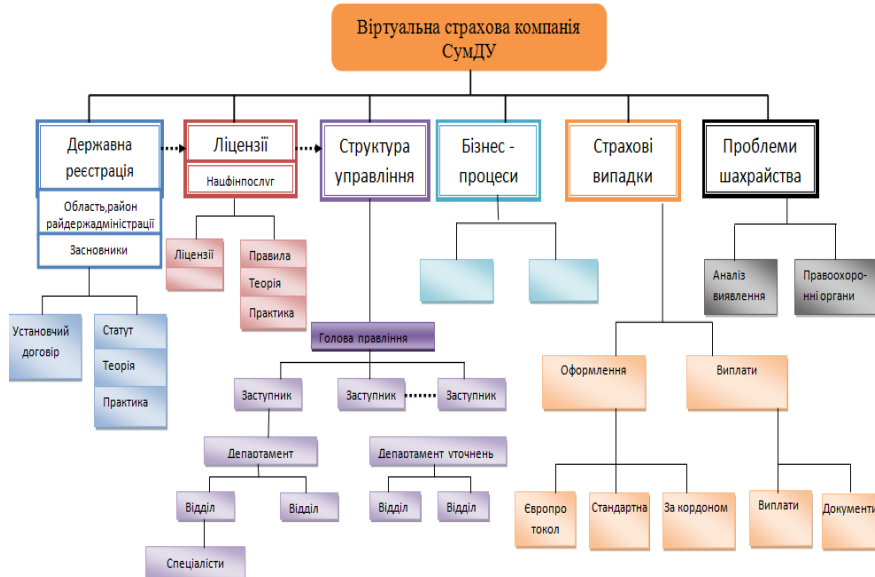 Віртуальна страхова компанія
СумДУ
Державна
реєстрація
Область,район
райдержадміністрації
Засновники
Ліцензії
Нацфінпослуг
Структура
управління
Бізнес -
процеси
Страхові
випадки
Проблеми
шахрайства
Ліцензії
Правила
Теорія
Практика
Аналіз
виявлення
Правоохоро-
нні органи
Установчий
договір
Статут
Теорія
Практика
Голова правління
Оформлення
Виплати
Заступник
Заступник
Заступник
Департамент
Департамент уточнень
Відділ
Відділ
Відділ
Відділ
Європро
токол
Стандартна
За кордоном
Виплати
Документи
Спеціалісти